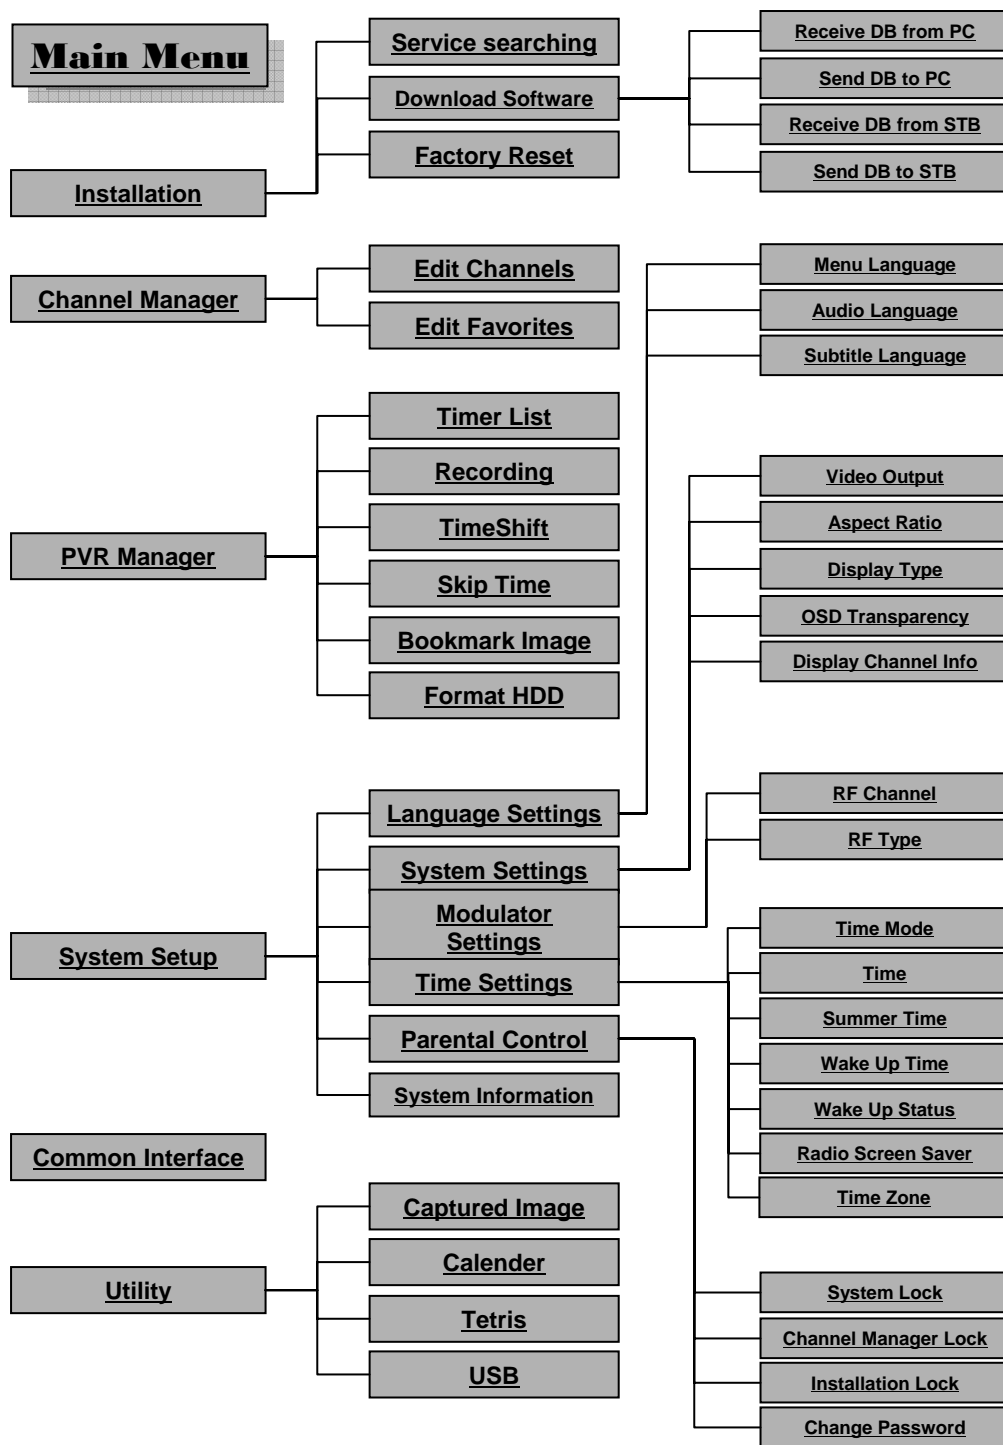 Main Menu
Installation
Service searching
Download Software
Factory Reset
Receive DB from PC
Send DB to PC
Receive DB from STB
Send DB to STB
Channel Manager
Edit Channels
Edit Favorites
PVR Manager
Timer List
Recording
TimeShift
Skip Time
Bookmark Image
Format HDD
System Setup
Language Settings
Menu Language
Audio Language
Subtitle Language
System Settings
Video Output
Aspect Ratio
Display Type
OSD Transparency
Display Channel Info
Modulator
Settings
RF Channel
RF Type
Time Settings
Time Mode
Time
Summer Time
Wake Up Time
Wake Up Status
Radio Screen Saver
Time Zone
Parental Control
System Lock
Channel Manager Lock
Installation Lock
Change Password
System Information
Common Interface
Utility
Captured Image
Calender
Tetris
USB